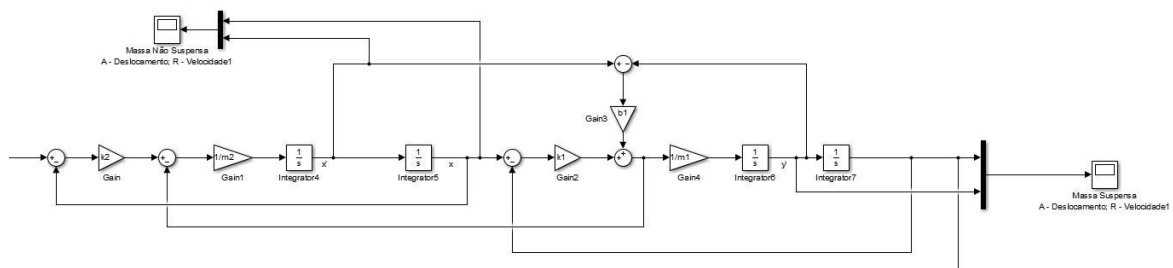 Massa Não Suspensa
A - Deslocamento; R - Velocidade1
+ -
b1
Gain3
+ -
k2
Gain
+ -
1/m2
Gain1
1
s
Integrator4
x'
1
s
Integrator5
x
+ -
k1
Gain2
+
+
1/m1
Gain4
1
s
Integrator6
y'
1
s
Integrator7
Massa Suspensa
A - Deslocamento; R - Velocidade1